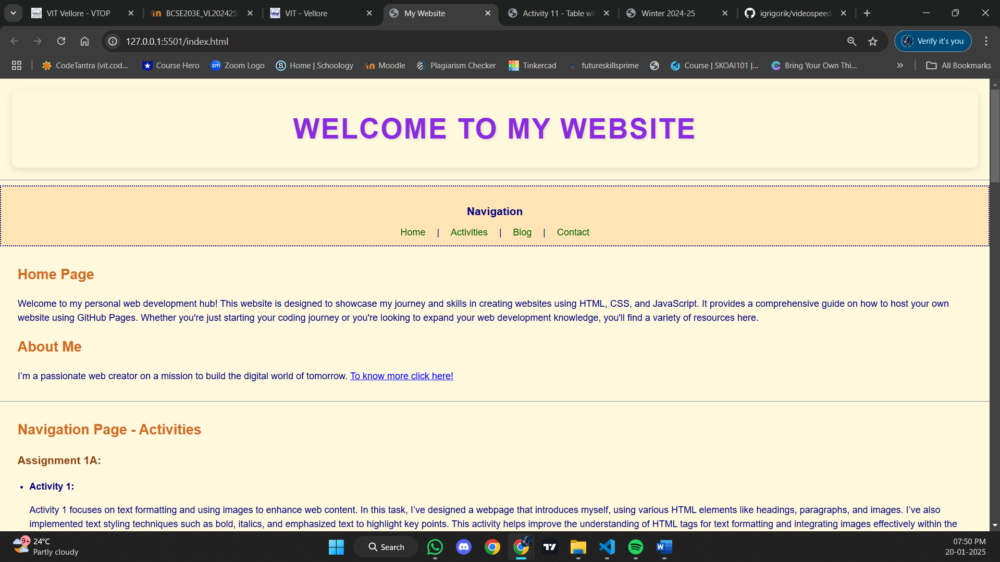 VIT Vellore - VTOP
BCSE203E_VL202425
VIT - Vellore
My Website
Activity 11 - Table wi
Winter 2024-25
igrigorik/videospeed
127.0.0.1:5501/index.html
Verify it's you
CodeTantra (vit.cod...
Course Hero
zm Zoom Logo
S Home | Schoology
Moodle
Plagiarism Checker
Tinkercad
futureskillsprime
Course | SKOAI101 |...
Bring Your Own Thi...
All Bookmarks
WELCOME TO MY WEBSITE
Navigation
Home | Activities | Blog | Contact
Home Page
Welcome to my personal web development hub! This website is designed to showcase my journey and skills in creating websites using HTML, CSS, and JavaScript. It provides a comprehensive guide on how to host your own
website using GitHub Pages. Whether you're just starting your coding journey or you're looking to expand your web development knowledge, you'll find a variety of resources here.
About Me
I’m a passionate web creator on a mission to build the digital world of tomorrow. To know more click here!
Navigation Page - Activities
Assignment 1A:
• Activity 1:
Activity 1 focuses on text formatting and using images to enhance web content. In this task, I’ve designed a webpage that introduces myself, using various HTML elements like headings, paragraphs, and images. I’ve also
implemented text styling techniques such as bold, italics, and emphasized text to highlight key points. This activity helps improve the understanding of HTML tags for text formatting and integrating images effectively within the
9+
24°C
Partly cloudy
Search
W
07:50 PM
20-01-2025